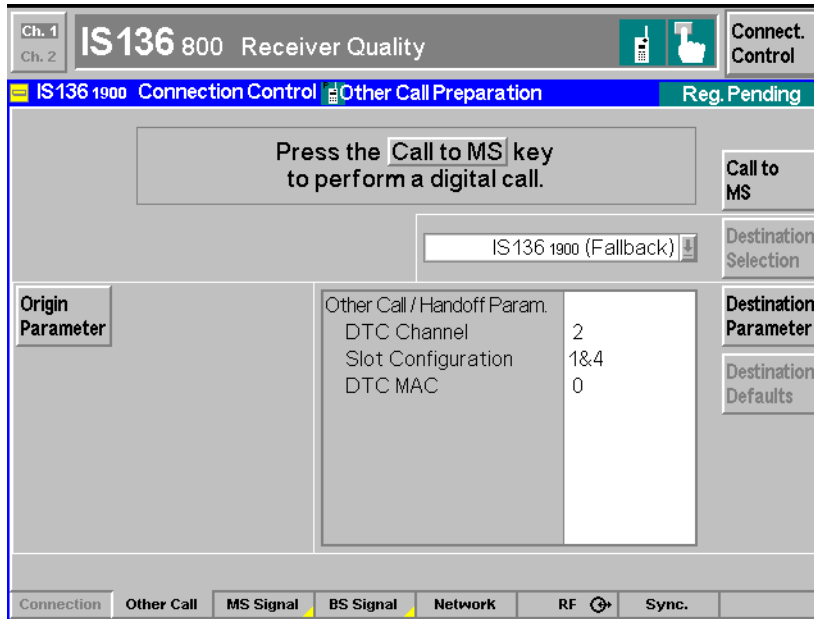 Ch. 1
Ch. 2
IS136 800 Receiver Quality
Connect.
Control
IS136 1900 Connection Control Other Call Preparation
Reg. Pending
Press the Call to MS key
to perform a digital call.
Call to
MS
IS136 1900 (Fallback)
Destination
Selection
Origin
Parameter
Other Call / Handoff Param.
DTC Channel 2
Slot Configuration 1&4
DTC MAC 0
Destination
Parameter
Destination
Defaults
Connection Other Call MS Signal BS Signal Network RF Sync.